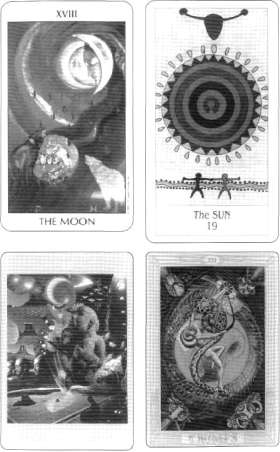 XVIII
THE MOON
The SUN
19